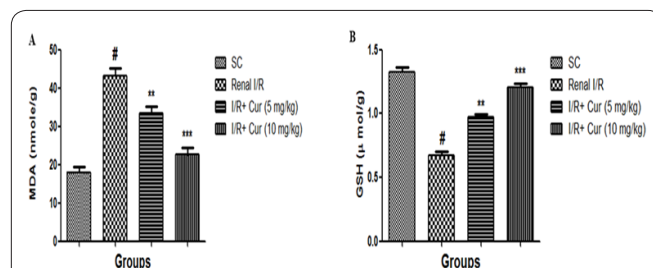 A
MDA (nmole/g)
50
40
30
20
10
0
#
**
***
Groups
SC
Renal I/R
I/R+ Cur (5 mg/kg)
I/R+ Cur (10 mg/kg)
B
GSH (μ mol/g)
1.5
1.0
0.5
0.0
#
**
***
Groups
SC
Renal I/R
I/R+ Cur (5 mg/kg)
I/R+ Cur (10 mg/kg)